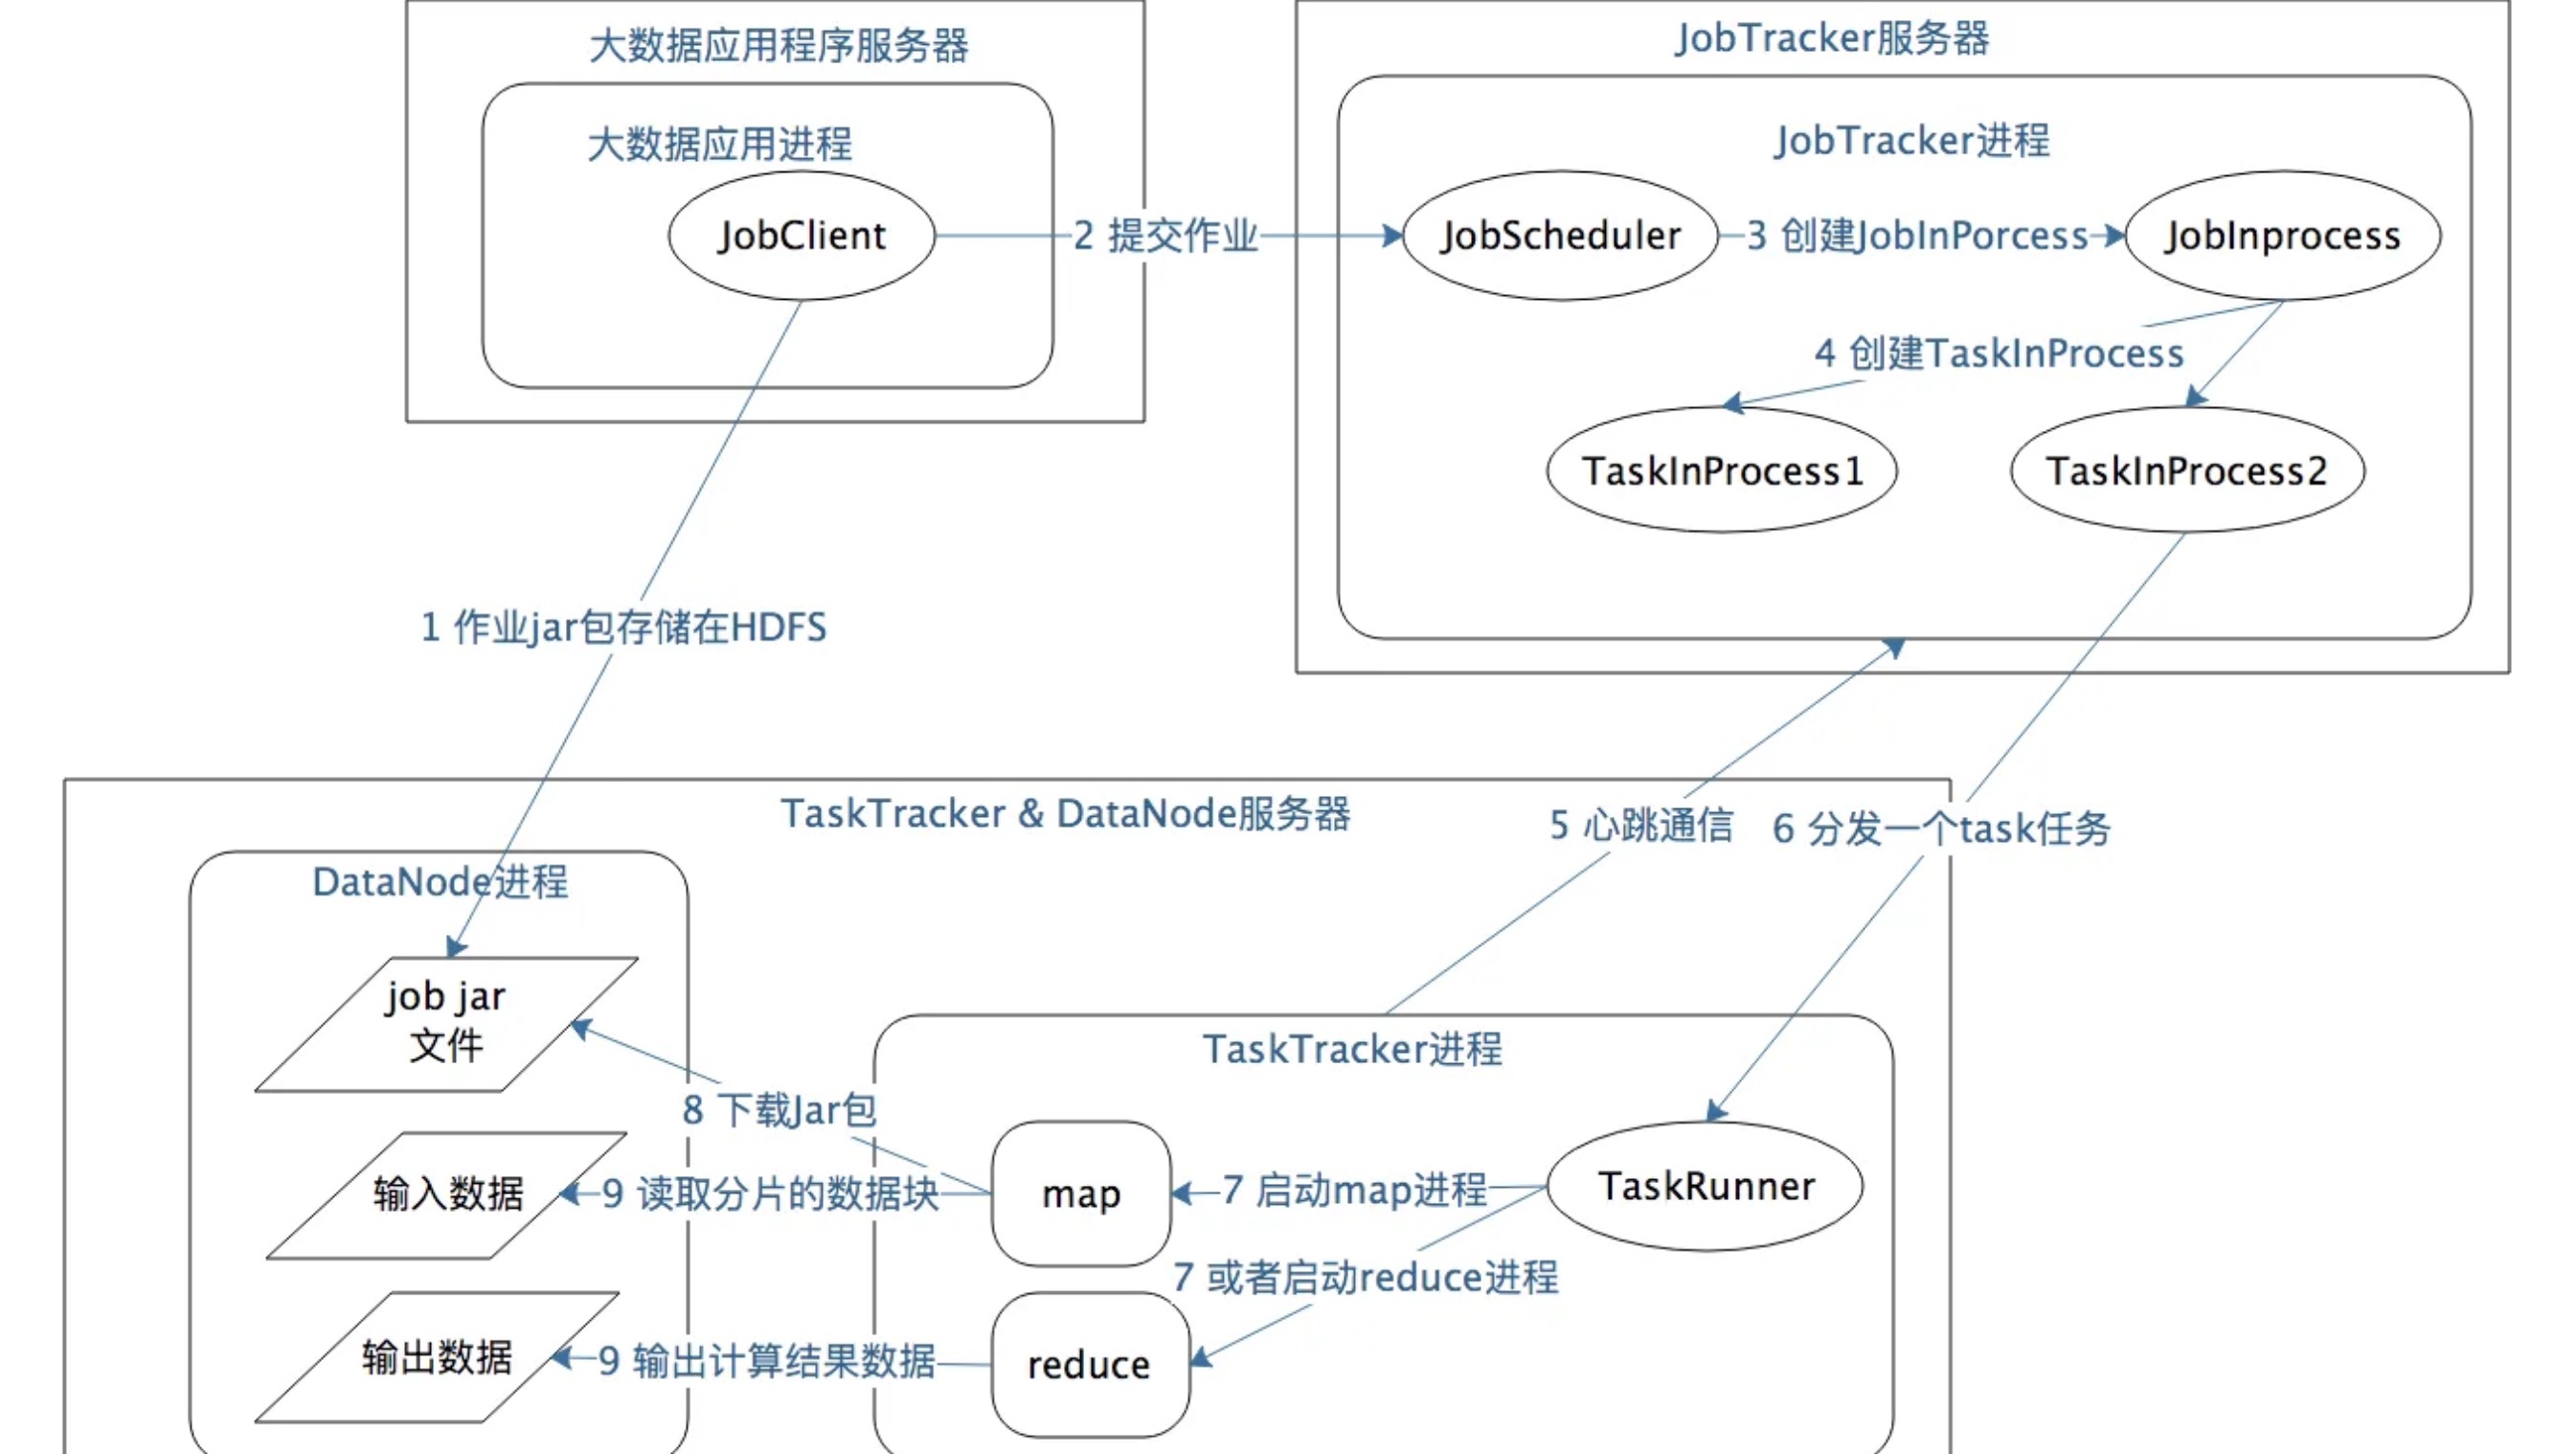 大数据应用程序服务器
大数据应用进程
JobClient
2 提交作业
JobTracker服务器
JobTracker进程
JobScheduler
3 创建JobInPorcess
JobInprocess
4 创建TaskInProcess
TaskInProcess1
TaskInProcess2
1 作业jar包存储在HDFS
TaskTracker & DataNode服务器
5 心跳通信
6 分发一个task任务
DataNode进程
job jar
文件
TaskTracker进程
8 下载Jar包
输入数据
9 读取分片的数据块
map
7 启动map进程
TaskRunner
7 或者启动reduce进程
输出数据
9 输出计算结果数据
reduce